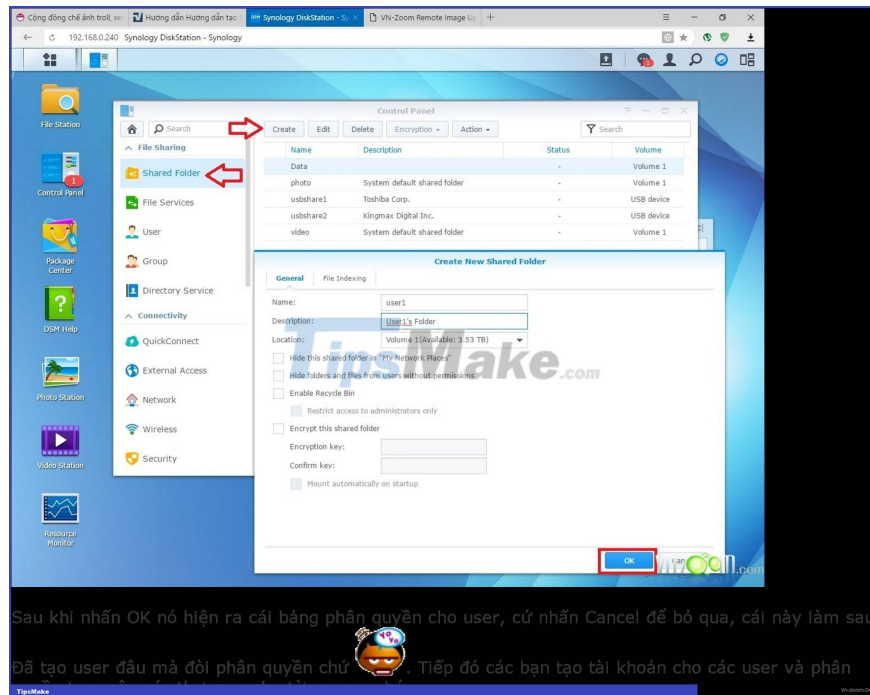 Cộng đồng chế ảnh troll, xem
Hướng dẫn Hướng dẫn tạo
Synology DiskStation - Sy
VN-Zoom Remote Image Up
192.168.0.240 Synology DiskStation - Synology
File Station
Control Panel
Package Center
DSM Help
Photo Station
Video Station
Resource Monitor
Control Panel
Search
Create Edit Delete Encryption Action
Search
File Sharing
Shared Folder
File Services
User
Group
Directory Service
Connectivity
QuickConnect
External Access
Network
Wireless
Security
Name Description Status Volume
Data - Volume 1
photo System default shared folder - Volume 1
usbshare1 Toshiba Corp. - USB device
usbshare2 Kingmax Digital Inc. - USB device
video System default shared folder - Volume 1
Create New Shared Folder
General File Indexing
Name: user1
Description: User1's Folder
Location: Volume 1(Available: 3.53 TB)
Hide this shared folder in "My Network Places"
Hide folders and files from users without permissions
Enable Recycle Bin
Restrict access to administrators only
Encrypt this shared folder
Encryption key:
Confirm key:
Mount automatically on startup
OK
TipsMake.com
Sau khi nhấn OK nó hiện ra cái bảng phân quyền cho user, cứ nhấn Cancel để bỏ qua, cái này làm sau
YO YO
Đã tạo user đâu mà đòi phân quyền chứ . Tiếp đó các bạn tạo tài khoản cho các user và phân
TipsMake